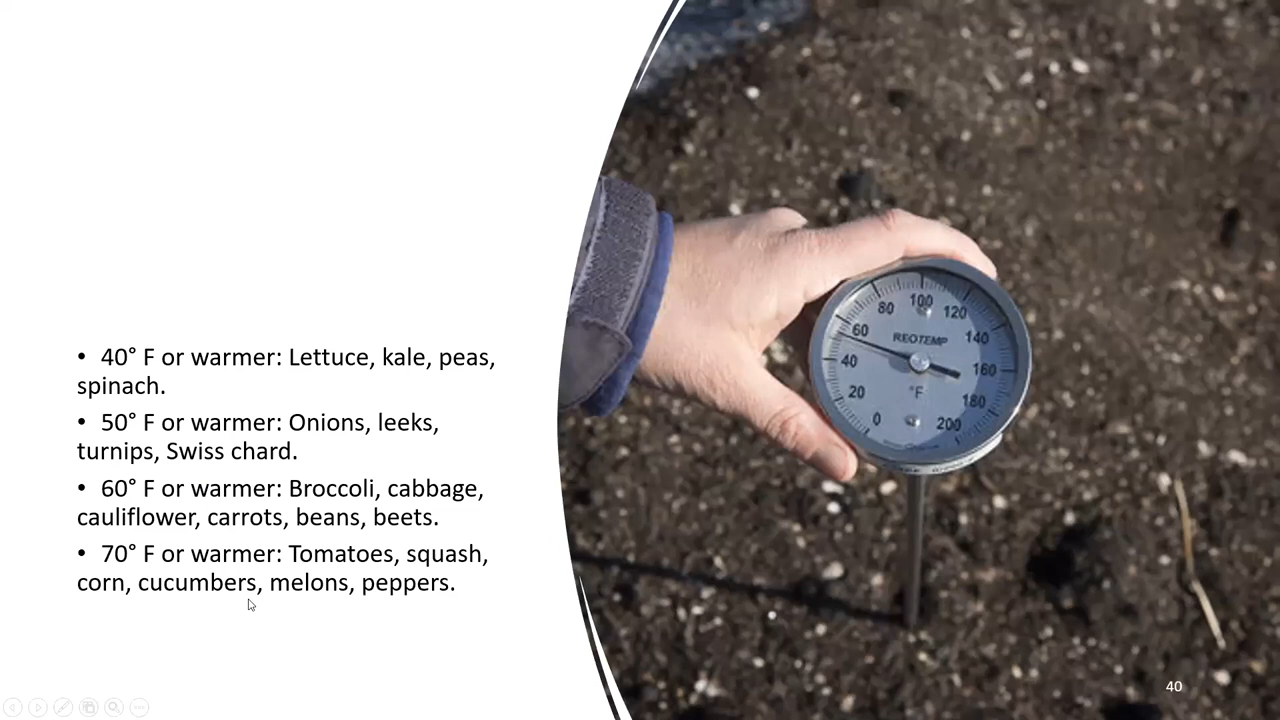 • 40° F or warmer: Lettuce, kale, peas,
spinach.
• 50° F or warmer: Onions, leeks,
turnips, Swiss chard.
• 60° F or warmer: Broccoli, cabbage,
cauliflower, carrots, beans, beets.
• 70° F or warmer: Tomatoes, squash,
corn, cucumbers, melons, peppers.
0
20
40
60
80
100
120
140
160
180
200
REOTEMP
°F
40